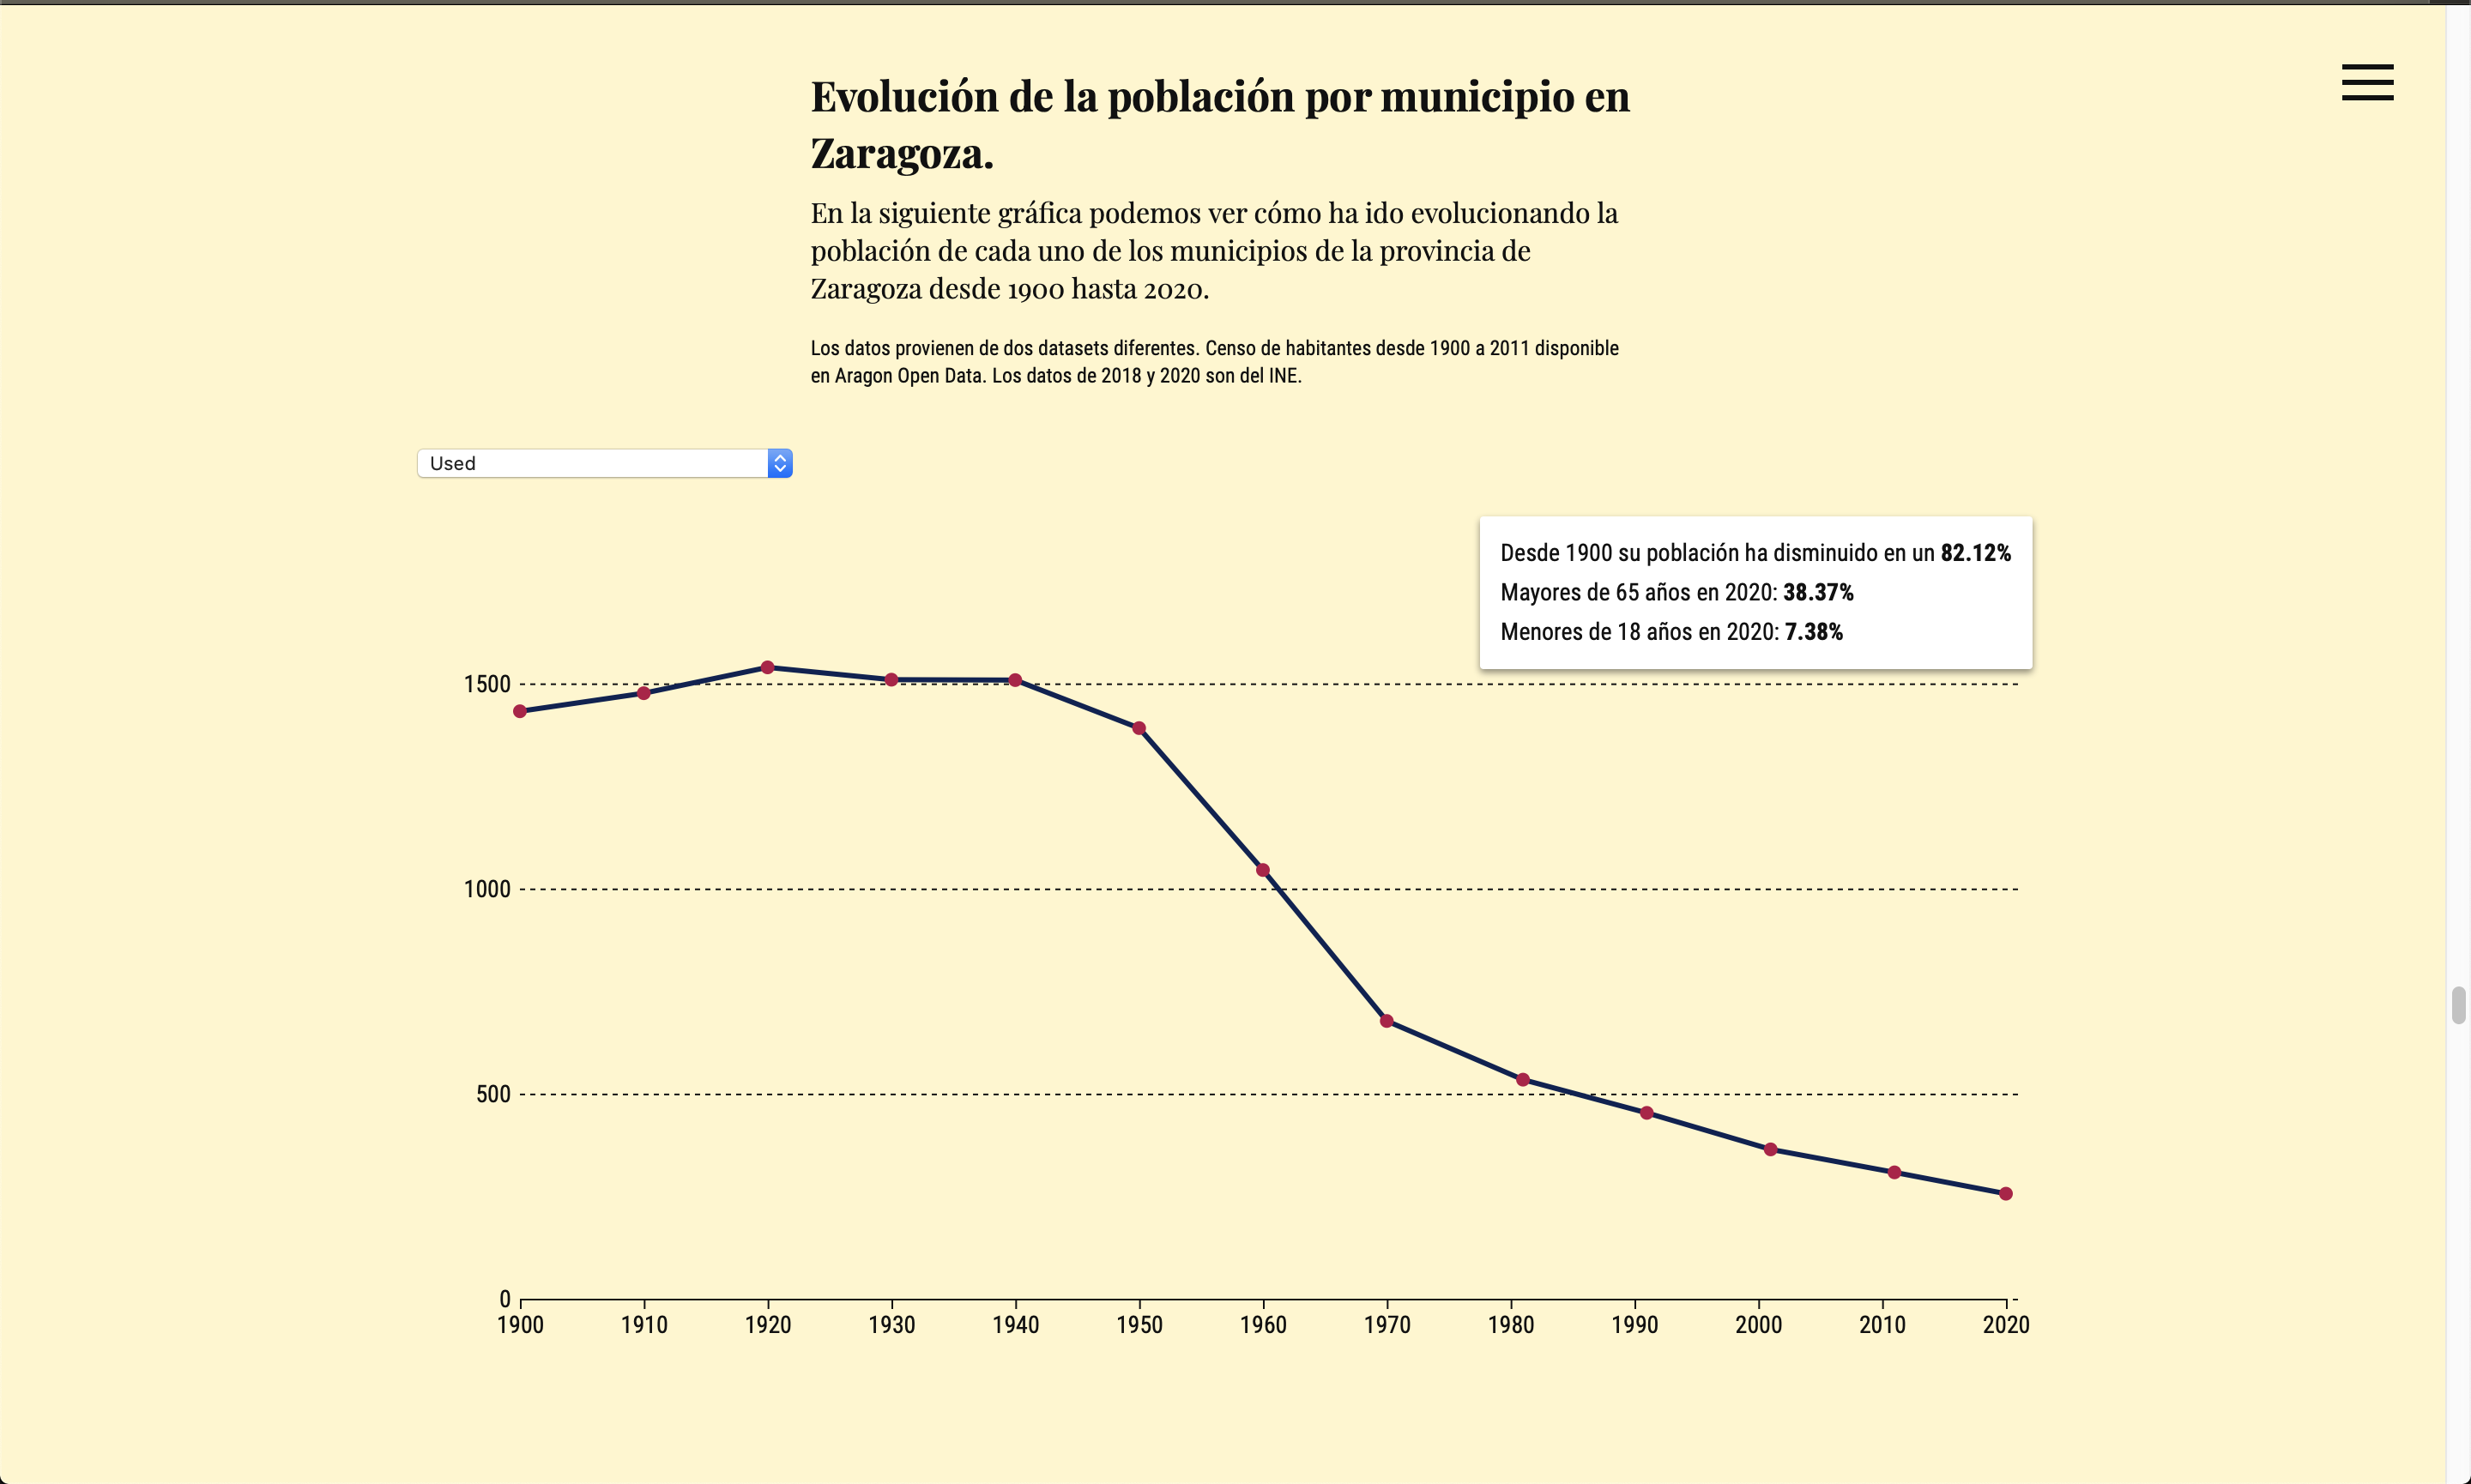 Evolución de la población por municipio en
Zaragoza.
En la siguiente gráfica podemos ver cómo ha ido evolucionando la
población de cada uno de los municipios de la provincia de
Zaragoza desde 1900 hasta 2020.
Los datos provienen de dos datasets diferentes. Censo de habitantes desde 1900 a 2011 disponible
en Aragon Open Data. Los datos de 2018 y 2020 son del INE.
Used
Desde 1900 su población ha disminuido en un 82.12%
Mayores de 65 años en 2020: 38.37%
Menores de 18 años en 2020: 7.38%
1500
1000
500
0
1900 1910 1920 1930 1940 1950 1960 1970 1980 1990 2000 2010 2020